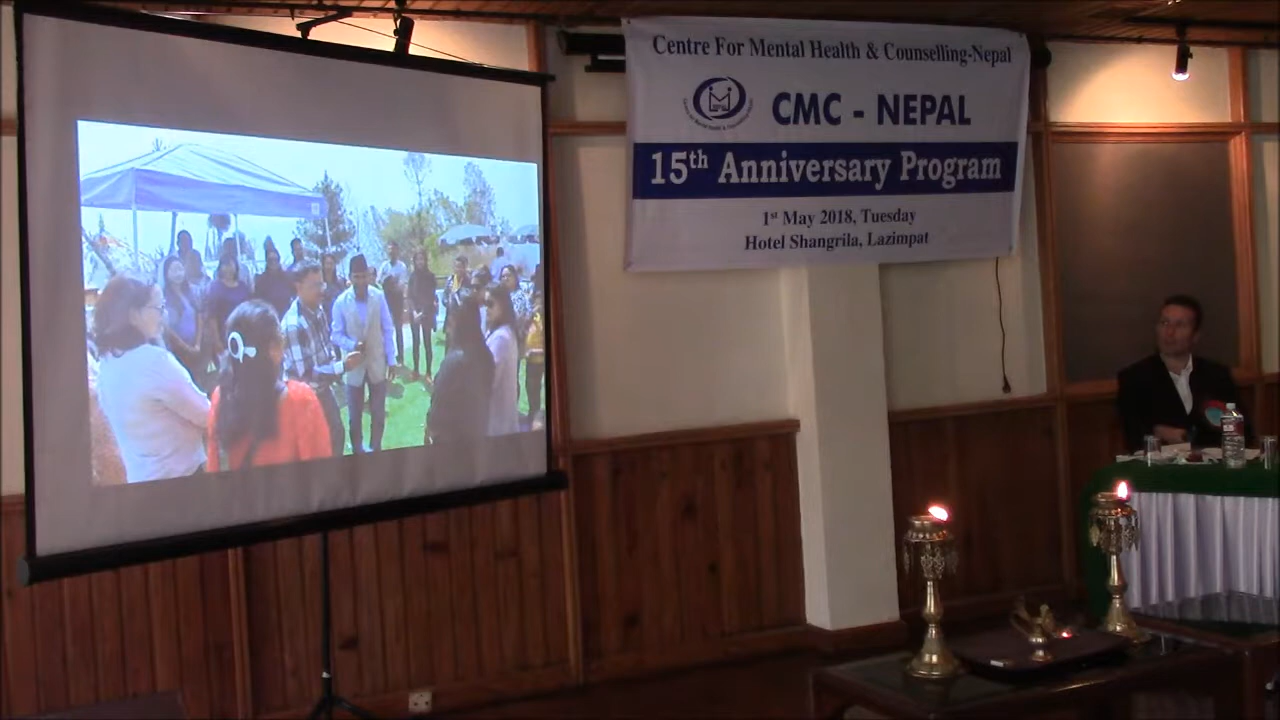 Centre For Mental Health & Counselling-Nepal
CMC - NEPAL
15th Anniversary Program
1st May 2018, Tuesday
Hotel Shangrila, Lazimpat